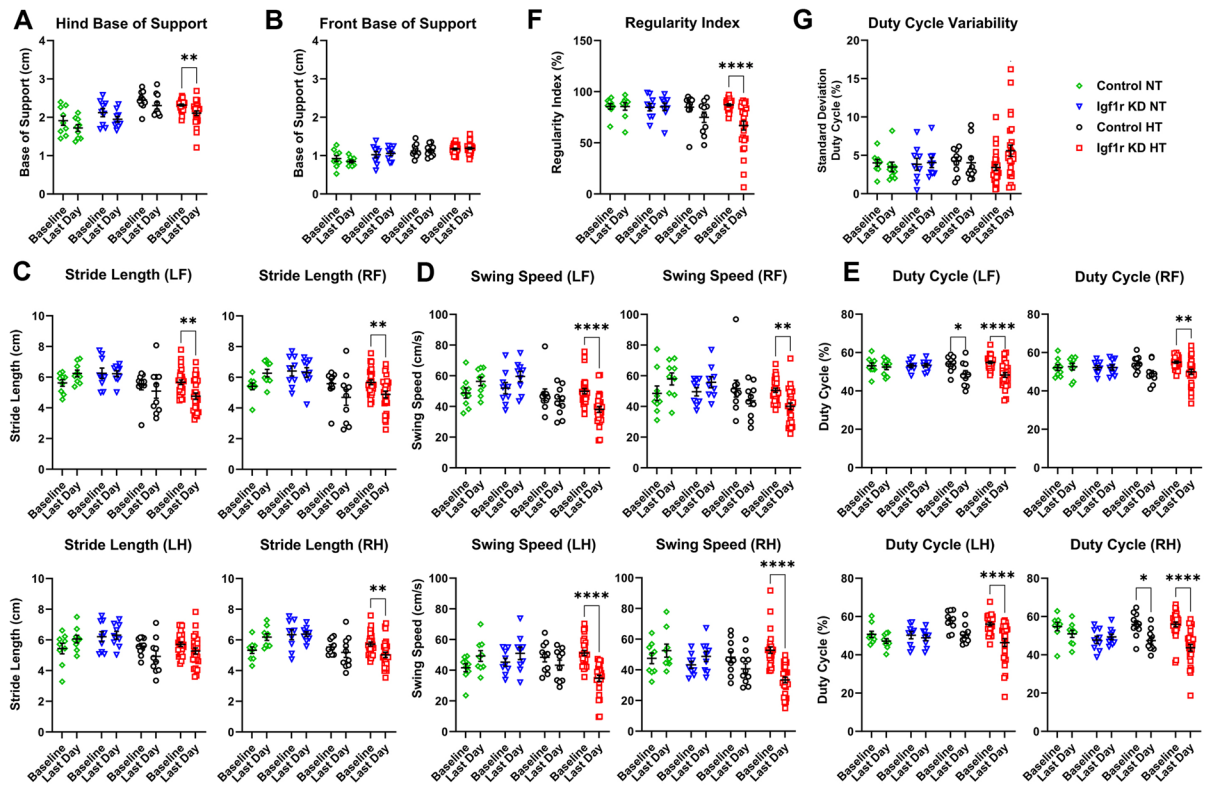 A
Hind Base of Support
Base of Support (cm)
4
3
2
1
0
**
Baseline
Last Day
Baseline
Last Day
Baseline
Last Day
Baseline
Last Day
B
Front Base of Support
Base of Support (cm)
4
3
2
1
0
Baseline
Last Day
Baseline
Last Day
Baseline
Last Day
Baseline
Last Day
F
Regularity Index
Regularity Index (%)
150
100
50
0
****
Baseline
Last Day
Baseline
Last Day
Baseline
Last Day
Baseline
Last Day
G
Duty Cycle Variability
Standard Deviation
Duty Cycle (%)
20
15
10
5
0
Baseline
Last Day
Baseline
Last Day
Baseline
Last Day
Baseline
Last Day
Control NT
Igf1r KD NT
Control HT
Igf1r KD HT
C
Stride Length (LF)
Stride Length (cm)
10
8
6
4
2
0
**
Baseline
Last Day
Baseline
Last Day
Baseline
Last Day
Baseline
Last Day
Stride Length (RF)
10
8
6
4
2
0
**
Baseline
Last Day
Baseline
Last Day
Baseline
Last Day
Baseline
Last Day
D
Swing Speed (LF)
Swing Speed (cm/s)
100
80
60
40
20
0
****
Baseline
Last Day
Baseline
Last Day
Baseline
Last Day
Baseline
Last Day
Swing Speed (RF)
100
80
60
40
20
0
**
Baseline
Last Day
Baseline
Last Day
Baseline
Last Day
Baseline
Last Day
E
Duty Cycle (LF)
Duty Cycle (%)
80
60
40
20
0
*
****
Baseline
Last Day
Baseline
Last Day
Baseline
Last Day
Baseline
Last Day
Duty Cycle (RF)
80
60
40
20
0
**
Baseline
Last Day
Baseline
Last Day
Baseline
Last Day
Baseline
Last Day
Stride Length (LH)
Stride Length (cm)
10
8
6
4
2
0
Baseline
Last Day
Baseline
Last Day
Baseline
Last Day
Baseline
Last Day
Stride Length (RH)
10
8
6
4
2
0
**
Baseline
Last Day
Baseline
Last Day
Baseline
Last Day
Baseline
Last Day
Swing Speed (LH)
Swing Speed (cm/s)
100
80
60
40
20
0
****
Baseline
Last Day
Baseline
Last Day
Baseline
Last Day
Baseline
Last Day
Swing Speed (RH)
100
80
60
40
20
0
****
Baseline
Last Day
Baseline
Last Day
Baseline
Last Day
Baseline
Last Day
Duty Cycle (LH)
Duty Cycle (%)
80
60
40
20
0
****
Baseline
Last Day
Baseline
Last Day
Baseline
Last Day
Baseline
Last Day
Duty Cycle (RH)
80
60
40
20
0
*
****
Baseline
Last Day
Baseline
Last Day
Baseline
Last Day
Baseline
Last Day